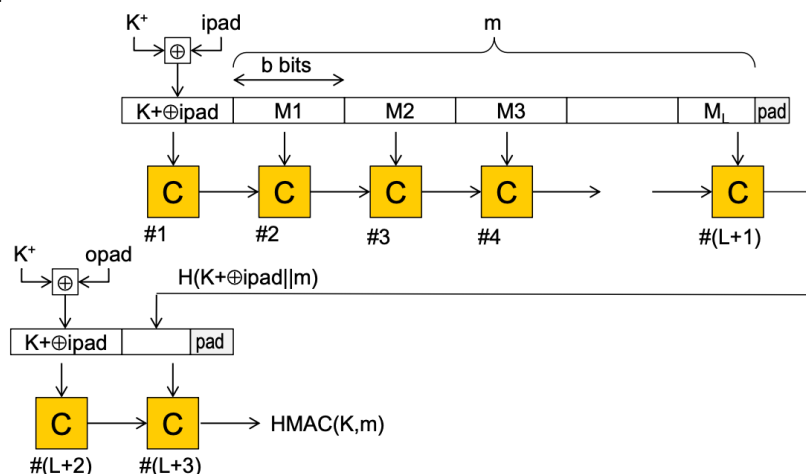 K⁺ ipad m
⊕
b bits
K+⊕ipad M1 M2 M3 M_L pad
C C C C C
#1 #2 #3 #4 #(L+1)
K⁺ opad
⊕
H(K+⊕ipad||m)
K+⊕ipad pad
C C HMAC(K,m)
#(L+2) #(L+3)